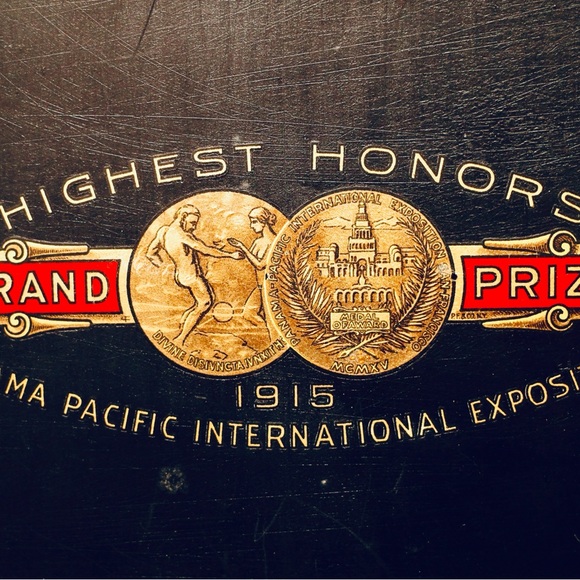 HIGHEST HONORS
RAND PRIZ
DIVINE DISIVNCTA IVNXIT
PANAMA-PACIFIC INTERNATIONAL EXPOSITION SAN FRANCISCO
MEDAL
OF AWARD
MCMXV
1915
AMA PACIFIC INTERNATIONAL EXPOSI